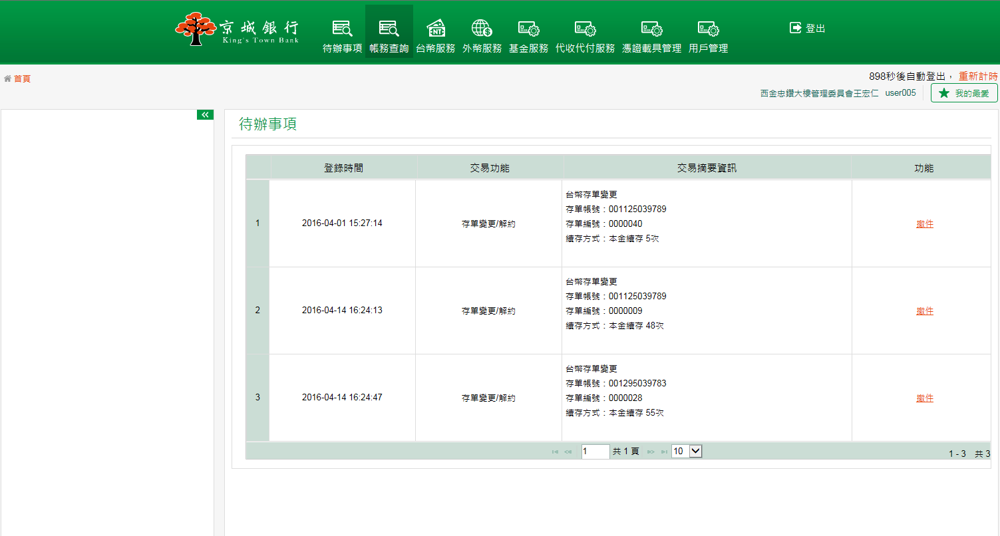 京城銀行
King's Town Bank
待辦事項 帳務查詢 台幣服務 外幣服務 基金服務 代收代付服務 憑證載具管理 用戶管理 登出
首頁
898秒後自動登出， 重新計時
西金忠鑽大樓管理委員會王宏仁 user005 我的最愛
待辦事項
登錄時間 交易功能 交易摘要資訊 功能
1 2016-04-01 15:27:14 存單變更/解約
台幣存單變更
存單帳號：001125039789
存單編號：0000040
續存方式：本金續存 5次
撤件
2 2016-04-14 16:24:13 存單變更/解約
台幣存單變更
存單帳號：001125039789
存單編號：0000009
續存方式：本金續存 48次
撤件
3 2016-04-14 16:24:47 存單變更/解約
台幣存單變更
存單帳號：001295039783
存單編號：0000028
續存方式：本金續存 55次
撤件
1 共 1 頁 10 1 - 3 共 3